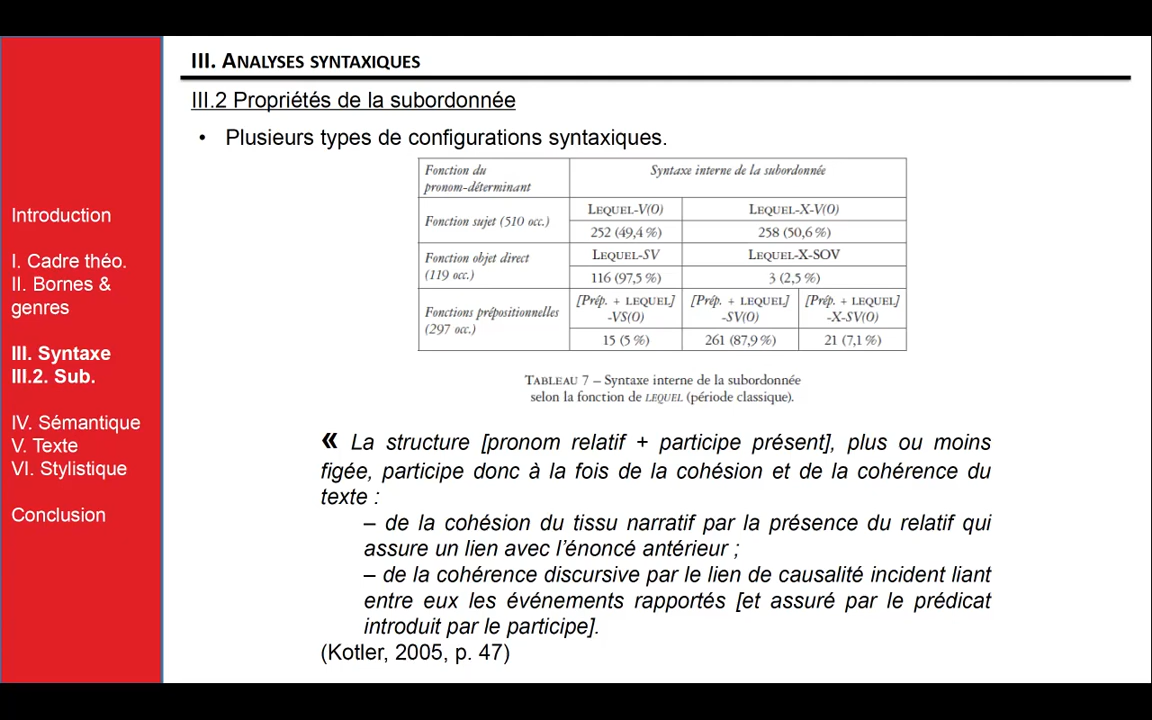 III. ANALYSES SYNTAXIQUES
III.2 Propriétés de la subordonnée
• Plusieurs types de configurations syntaxiques.
Fonction du pronom-déterminant
Syntaxe interne de la subordonnée
Fonction sujet (510 occ.)
LEQUEL-V(O)
LEQUEL-X-V(O)
252 (49,4 %)
258 (50,6 %)
Fonction objet direct (119 occ.)
LEQUEL-SV
LEQUEL-X-SOV
116 (97,5 %)
3 (2,5 %)
Fonctions prépositionnelles (297 occ.)
[Prép. + LEQUEL] -VS(O)
[Prép. + LEQUEL] -SV(O)
[Prép. + LEQUEL] -X-SV(O)
15 (5 %)
261 (87,9 %)
21 (7,1 %)
TABLEAU 7 – Syntaxe interne de la subordonnée
selon la fonction de LEQUEL (période classique).
« La structure [pronom relatif + participe présent], plus ou moins
figée, participe donc à la fois de la cohésion et de la cohérence du
texte :
– de la cohésion du tissu narratif par la présence du relatif qui
assure un lien avec l’énoncé antérieur ;
– de la cohérence discursive par le lien de causalité incident liant
entre eux les événements rapportés [et assuré par le prédicat
introduit par le participe].
(Kotler, 2005, p. 47)
Introduction
I. Cadre théo.
II. Bornes &
genres
III. Syntaxe
III.2. Sub.
IV. Sémantique
V. Texte
VI. Stylistique
Conclusion